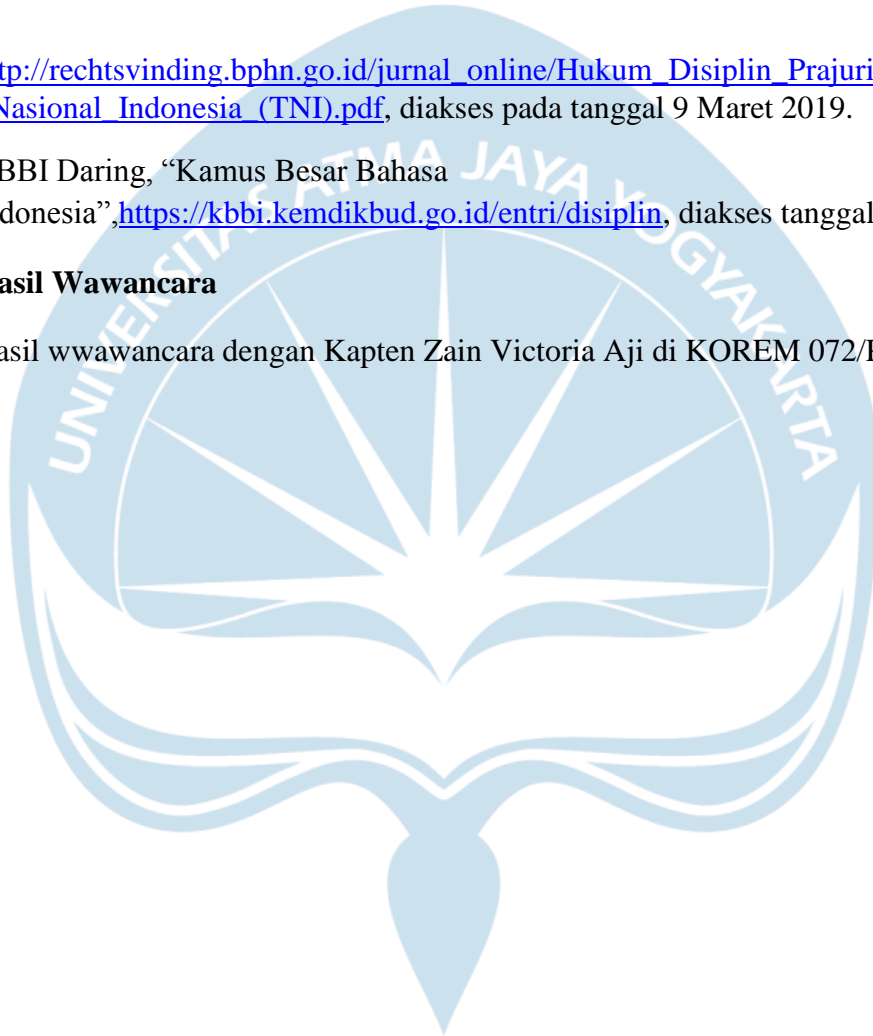 tp://rechtsvinding.bphn.go.id/jurnal_online/Hukum_Disiplin_Prajuri
Nasional_Indonesia_(TNI).pdf, diakses pada tanggal 9 Maret 2019.
BBI Daring, “Kamus Besar Bahasa
donesia”,https://kbbi.kemdikbud.go.id/entri/disiplin, diakses tanggal
asil Wawancara
asil wwawancara dengan Kapten Zain Victoria Aji di KOREM 072/
UNIVERSITAS ATMA JAYA YOGYAKARTA